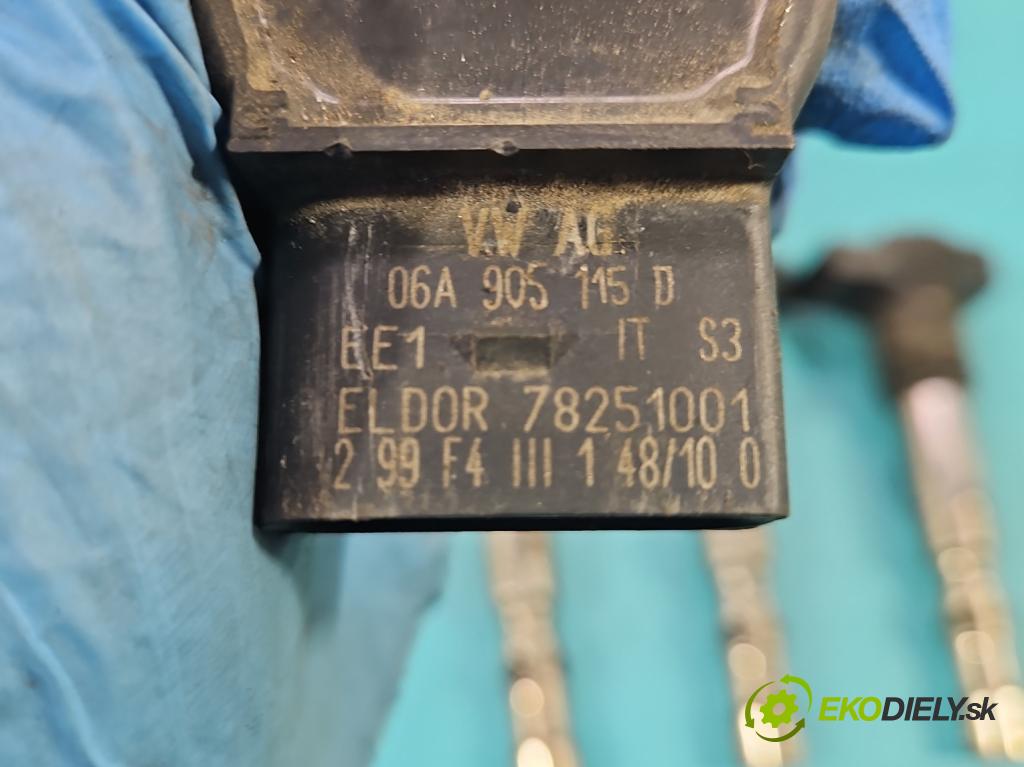 VW AG
06A 905 115 D
EE1 IT S3
ELDOR 78251001
2 99 F4 III 1 48/10 0
EKODIELY.sk